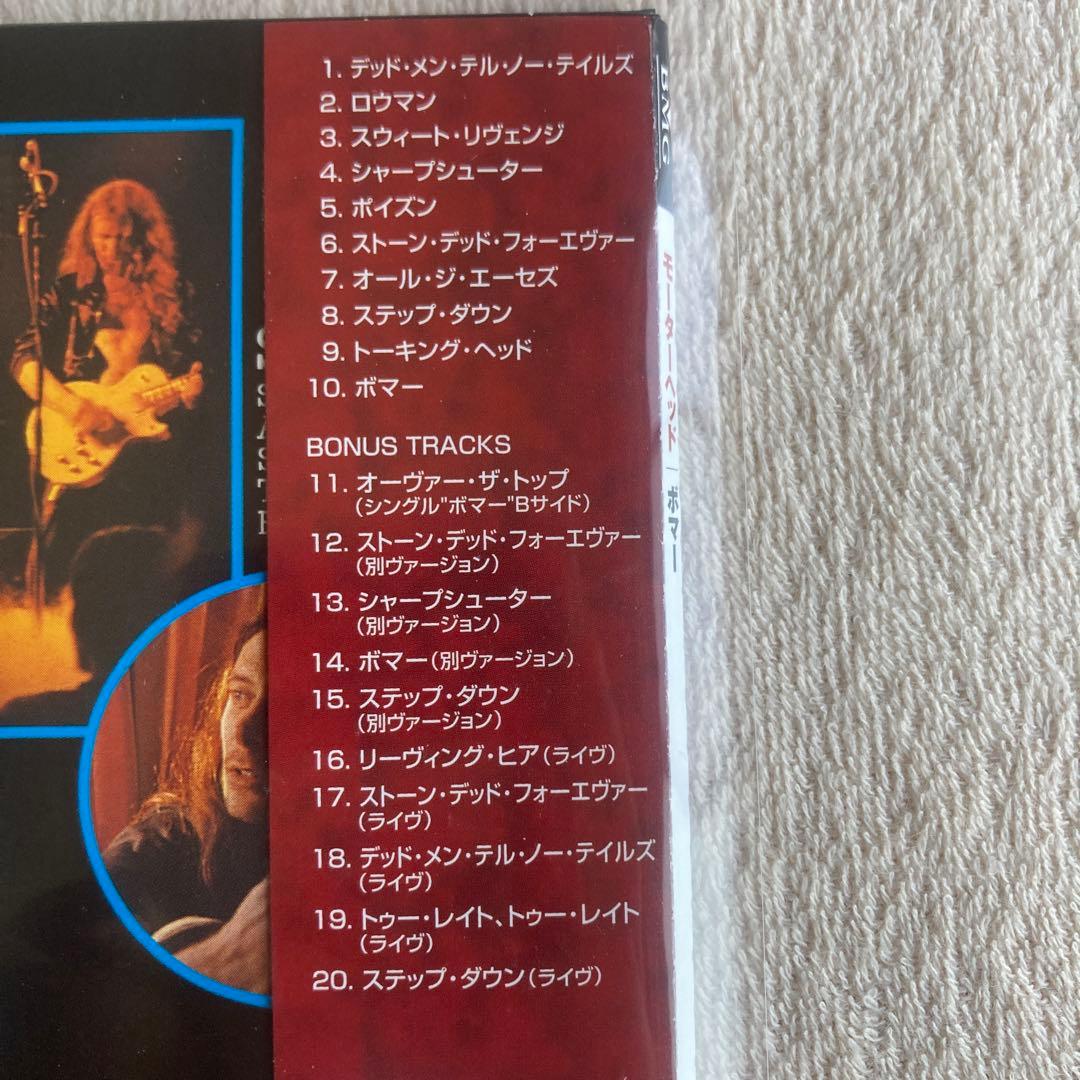 1. デッド・メン・テル・ノー・テイルズ
2. ロウマン
3. スウィート・リヴェンジ
4. シャープシューター
5. ポイズン
6. ストーン・デッド・フォーエヴァー
7. オール・ジ・エーセズ
8. ステップ・ダウン
9. トーキング・ヘッド
10. ボマー
BONUS TRACKS
11. オーヴァー・ザ・トップ
(シングル"ボマー"Bサイド)
12. ストーン・デッド・フォーエヴァー
(別ヴァージョン)
13. シャープシューター
(別ヴァージョン)
14. ボマー(別ヴァージョン)
15. ステップ・ダウン
(別ヴァージョン)
16. リーヴィング・ヒア(ライヴ)
17. ストーン・デッド・フォーエヴァー
(ライヴ)
18. デッド・メン・テル・ノー・テイルズ
(ライヴ)
19. トゥー・レイト、トゥー・レイト
(ライヴ)
20. ステップ・ダウン(ライヴ)
BMG
モーターヘッド|ボマー